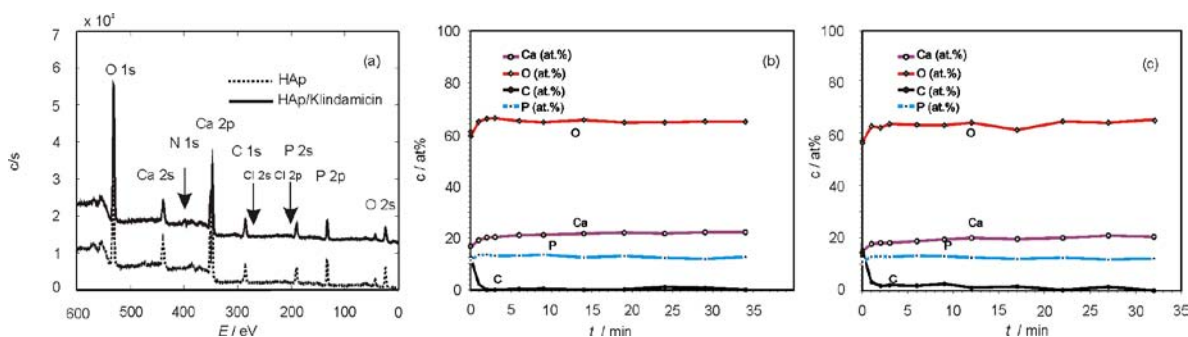 x 10³
7
6
5
4
3
2
1
0
c/s
600 500 400 300 200 100 0
E / eV
(a)
O 1s
HAp
HAp/Klindamicin
Ca 2p
N 1s
C 1s
P 2s
Ca 2s
Cl 2s
Cl 2p
P 2p
O 2s
100
80
60
40
20
0
c / at%
0 5 10 15 20 25 30 35
t / min
(b)
Ca (at.%)
O (at.%)
C (at.%)
P (at.%)
O
Ca
P
C
100
80
60
40
20
0
c / at%
0 5 10 15 20 25 30 35
t / min
(c)
Ca (at.%)
O (at.%)
C (at.%)
P (at.%)
O
Ca
P
C